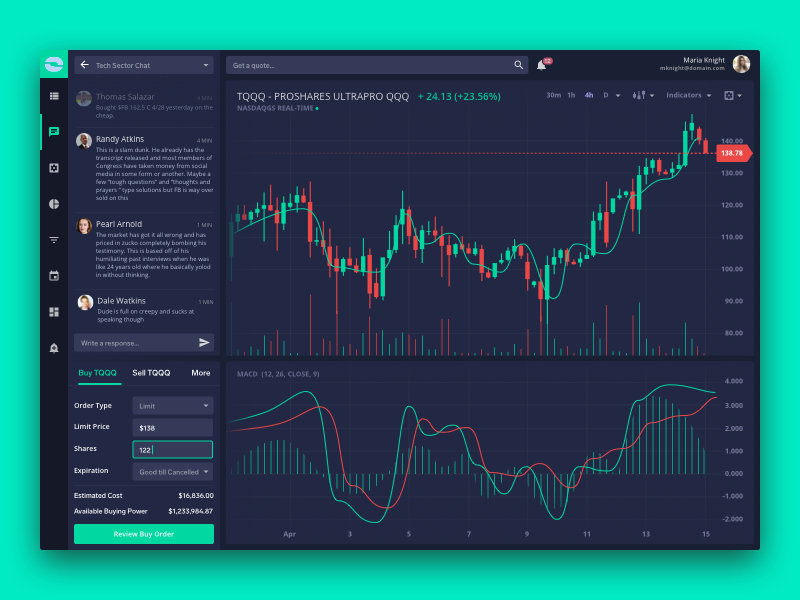 Tech Sector Chat
Get a quote...
12
Maria Knight
mknight@domain.com
Thomas Salazar
4 MIN
Bought $FB 162.5 C 4/28 yesterday on the
cheap.
Randy Atkins
4 MIN
This is a slam dunk. He already has the
transcript released and most members of
Congress have taken money from social
media in some form or another. Maybe a
few "tough questions" and "thoughts and
prayers " type solutions but FB is way over
sold on this
Pearl Arnold
1 MIN
The market has got it all wrong and has
priced in zucko completely bombing his
testimony. This is on the heels of his
humiliating past interviews when he was
like 24 years old where he basically yolod
in without thinking.
Dale Watkins
1 MIN
Dude is full on creepy and sucks at
speaking though
Write a response...
Buy TQQQ
Sell TQQQ
More
Order Type
Limit
Limit Price
$138
Shares
122
Expiration
Good till Cancelled
Estimated Cost
$16,836.00
Available Buying Power
$1,233,984.87
Review Buy Order
TQQQ - PROSHARES ULTRAPRO QQQ + 24.13 (+23.56%)
NASDAQGS REAL-TIME
30m 1h 4h D
Indicators
140.00
138.78
130.00
120.00
110.00
100.00
90.00
80.00
MACD (12, 26, CLOSE, 9)
4.000
3.000
2.000
1.000
0.000
-1.000
-2.000
Apr 3 5 7 9 11 13 15